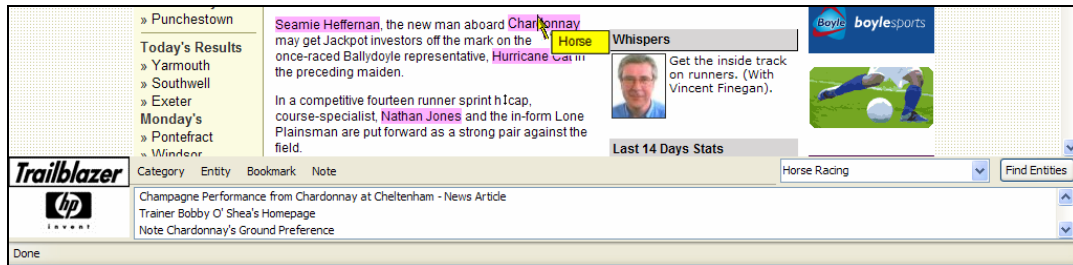 » Punchestown
Today's Results
» Yarmouth
» Southwell
» Exeter
Monday's
» Pontefract
» Windsor
Seamie Heffernan, the new man aboard Chardonnay
may get Jackpot investors off the mark on the
once-raced Ballydoyle representative, Hurricane Cat in
the preceding maiden.
Horse
In a competitive fourteen runner sprint h cap,
course-specialist, Nathan Jones and the in-form Lone
Plainsman are put forward as a strong pair against the
field.
Whispers
Get the inside track
on runners. (With
Vincent Finegan).
Last 14 Days Stats
Boyle boylesports
Trailblazer
Category Entity Bookmark Note
Horse Racing
Find Entities
hp
invent
Champagne Performance from Chardonnay at Cheltenham - News Article
Trainer Bobby O' Shea's Homepage
Note Chardonnay's Ground Preference
Done